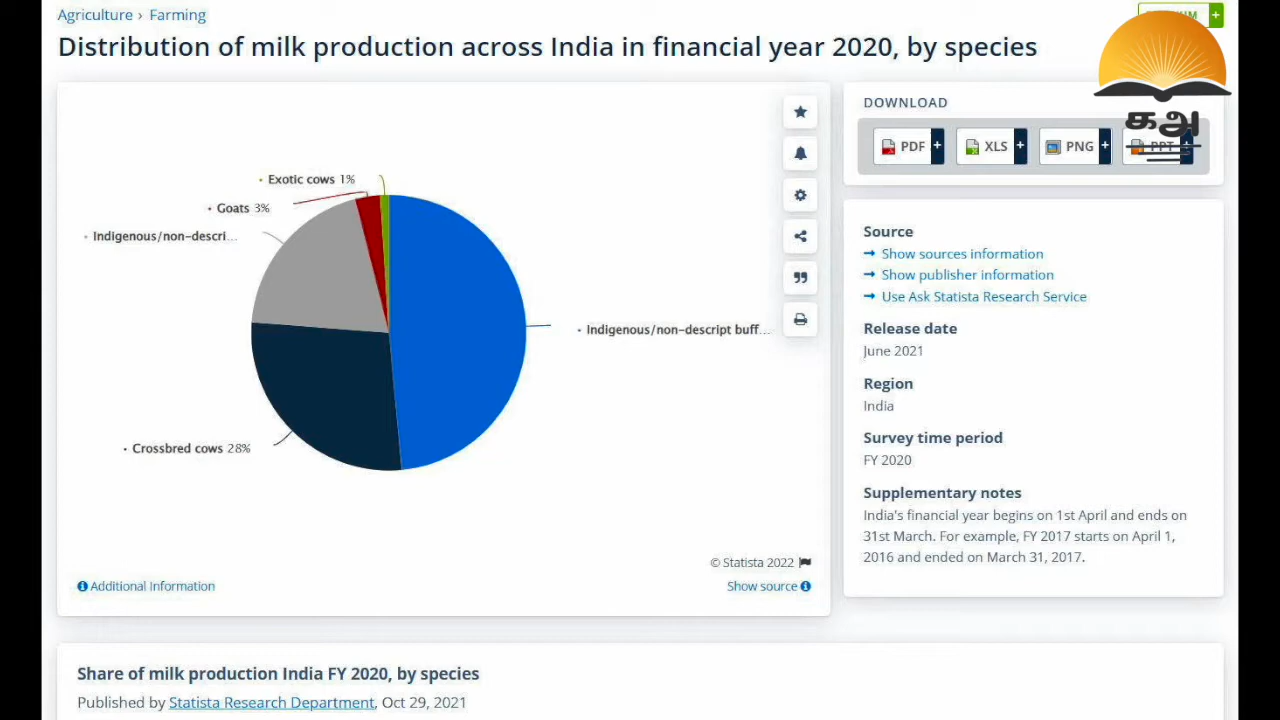 Agriculture › Farming
Distribution of milk production across India in financial year 2020, by species
கஅ
DOWNLOAD
PDF + XLS + PNG + PPT +
Exotic cows 1%
Goats 3%
Indigenous/non-descri...
Indigenous/non-descript buff...
Crossbred cows 28%
© Statista 2022
Additional Information
Show source
Source
Show sources information
Show publisher information
Use Ask Statista Research Service
Release date
June 2021
Region
India
Survey time period
FY 2020
Supplementary notes
India's financial year begins on 1st April and ends on
31st March. For example, FY 2017 starts on April 1,
2016 and ended on March 31, 2017.
Share of milk production India FY 2020, by species
Published by Statista Research Department, Oct 29, 2021